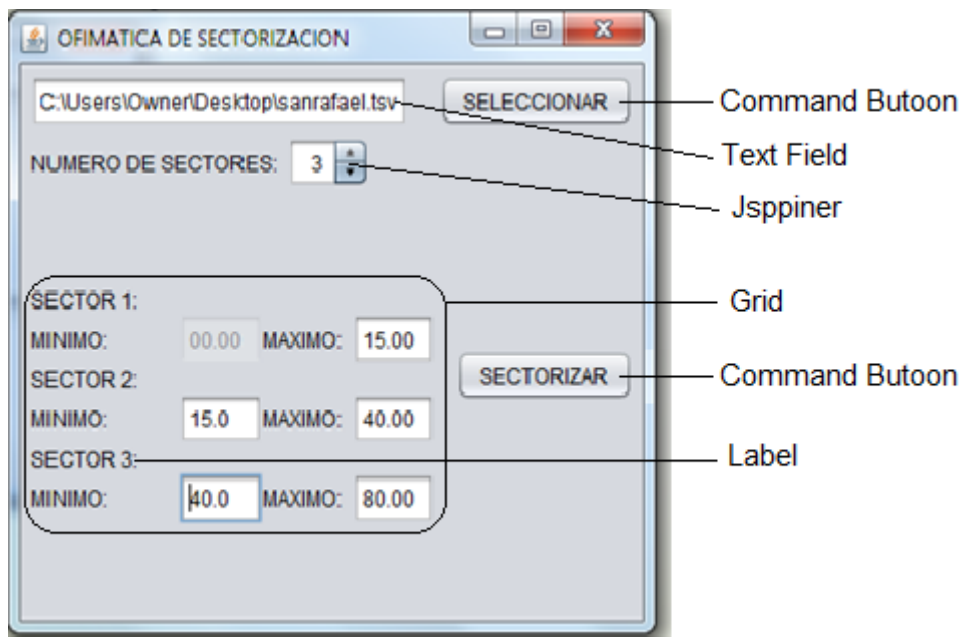 OFIMATICA DE SECTORIZACION
C:\Users\Owner\Desktop\sanrafael.tsv
SELECCIONAR
Command Butoon
Text Field
NUMERO DE SECTORES: 3
Jsppiner
SECTOR 1:
Grid
MINIMO: 00.00 MAXIMO: 15.00
SECTOR 2:
SECTORIZAR
Command Butoon
MINIMO: 15.0 MAXIMO: 40.00
SECTOR 3:
Label
MINIMO: 40.0 MAXIMO: 80.00